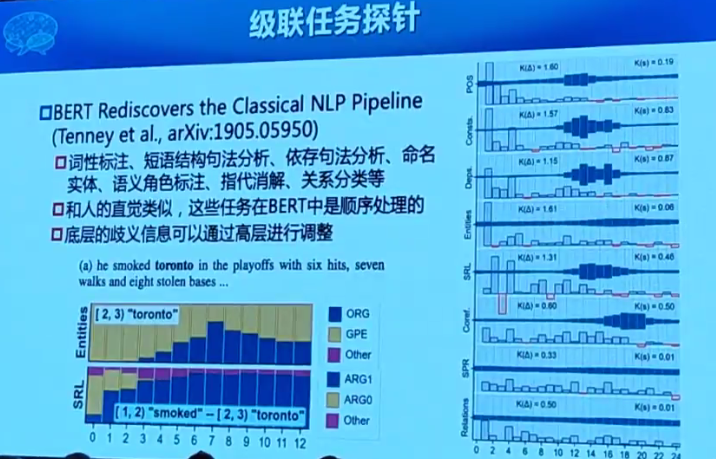 级联任务探针
BERT Rediscovers the Classical NLP Pipeline
(Tenney et al., arXiv:1905.05950)
词性标注、短语结构句法分析、依存句法分析、命名
实体、语义角色标注、指代消解、关系分类等
和人的直觉类似，这些任务在BERT中是顺序处理的
底层的歧义信息可以通过高层进行调整
(a) he smoked toronto in the playoffs with six hits, seven
walks and eight stolen bases ...
Entities
[ 2, 3) "toronto"
ORG
GPE
Other
SRL
[ 1, 2) "smoked" – [ 2, 3) "toronto"
ARG1
ARG0
Other
0 1 2 3 4 5 6 7 8 9 10 11 12
POS
K(Δ) = 1.60 K(s) = 0.19
Consts.
K(Δ) = 1.57 K(s) = 0.83
Deps.
K(Δ) = 1.15 K(s) = 0.87
Entities
K(Δ) = 1.61 K(s) = 0.06
SRL
K(Δ) = 1.31 K(s) = 0.46
Coref.
K(Δ) = 0.60 K(s) = 0.50
SPR
K(Δ) = 0.33 K(s) = 0.01
Relations
K(Δ) = 0.50 K(s) = 0.01
0 2 4 6 8 10 12 14 16 18 20 22 24